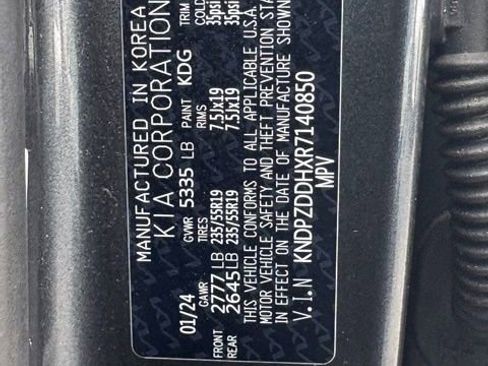 MANUFACTURED IN KOREA
KIA CORPORATION
01/24 GVWR 5335 LB PAINT KDG TRIM
GAWR RIMS COLD
FRONT 2777 LB 235/55R19 7.5Jx19 35psi
REAR 2645 LB 235/55R19 7.5Jx19 35psi
THIS VEHICLE CONFORMS TO ALL APPLICABLE U.S.A.
MOTOR VEHICLE SAFETY AND THEFT PREVENTION STA
IN EFFECT ON THE DATE OF MANUFACTURE SHOWN
V.I.N KNDPZDDHXR7140850
MPV